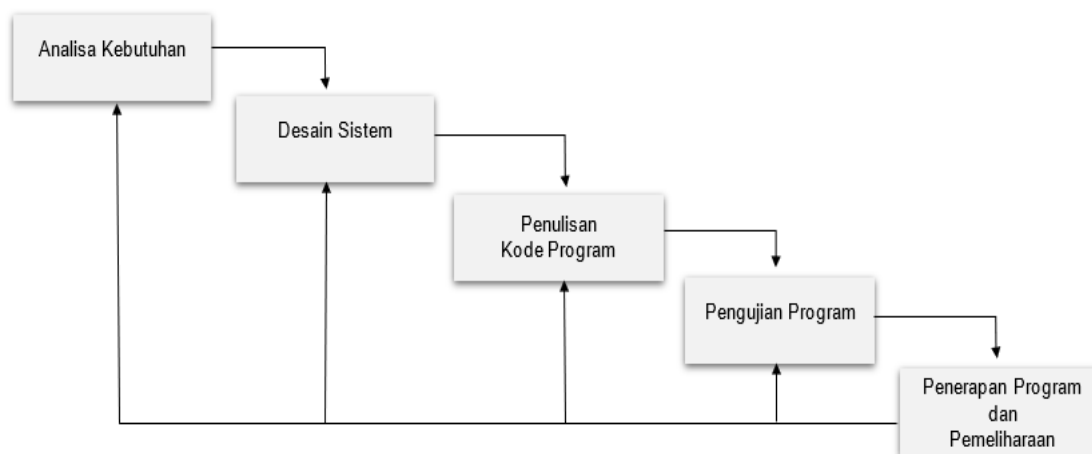 Analisa Kebutuhan
Desain Sistem
Penulisan
Kode Program
Pengujian Program
Penerapan Program
dan
Pemeliharaan